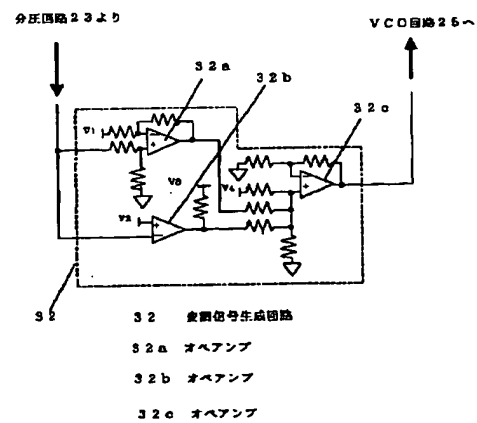 分圧回路23より
VCO回路25へ
32a
32b
32c
V1
V3
V4
V2
32
32 変調信号生成回路
32a オペアンプ
32b オペアンプ
32c オペアンプ